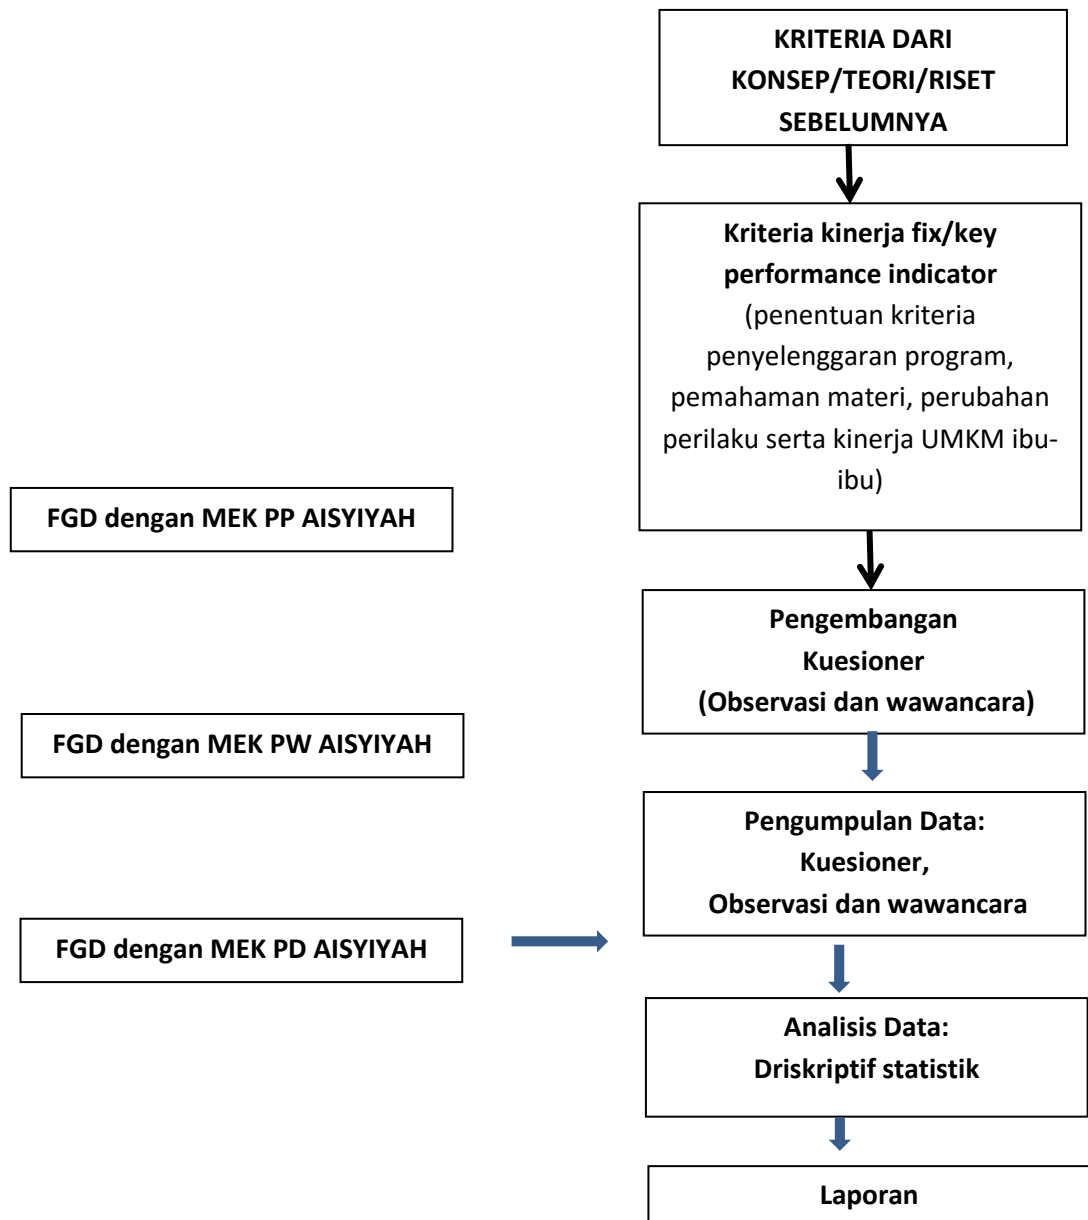 KRITERIA DARI
KONSEP/TEORI/RISET
SEBELUMNYA
Kriteria kinerja fix/key
performance indicator
(penentuan kriteria
penyelenggaran program,
pemahaman materi, perubahan
perilaku serta kinerja UMKM ibu-
ibu)
FGD dengan MEK PP AISYIYAH
Pengembangan
Kuesioner
(Observasi dan wawancara)
FGD dengan MEK PW AISYIYAH
Pengumpulan Data:
Kuesioner,
Observasi dan wawancara
FGD dengan MEK PD AISYIYAH
Analisis Data:
Driskriptif statistik
Laporan